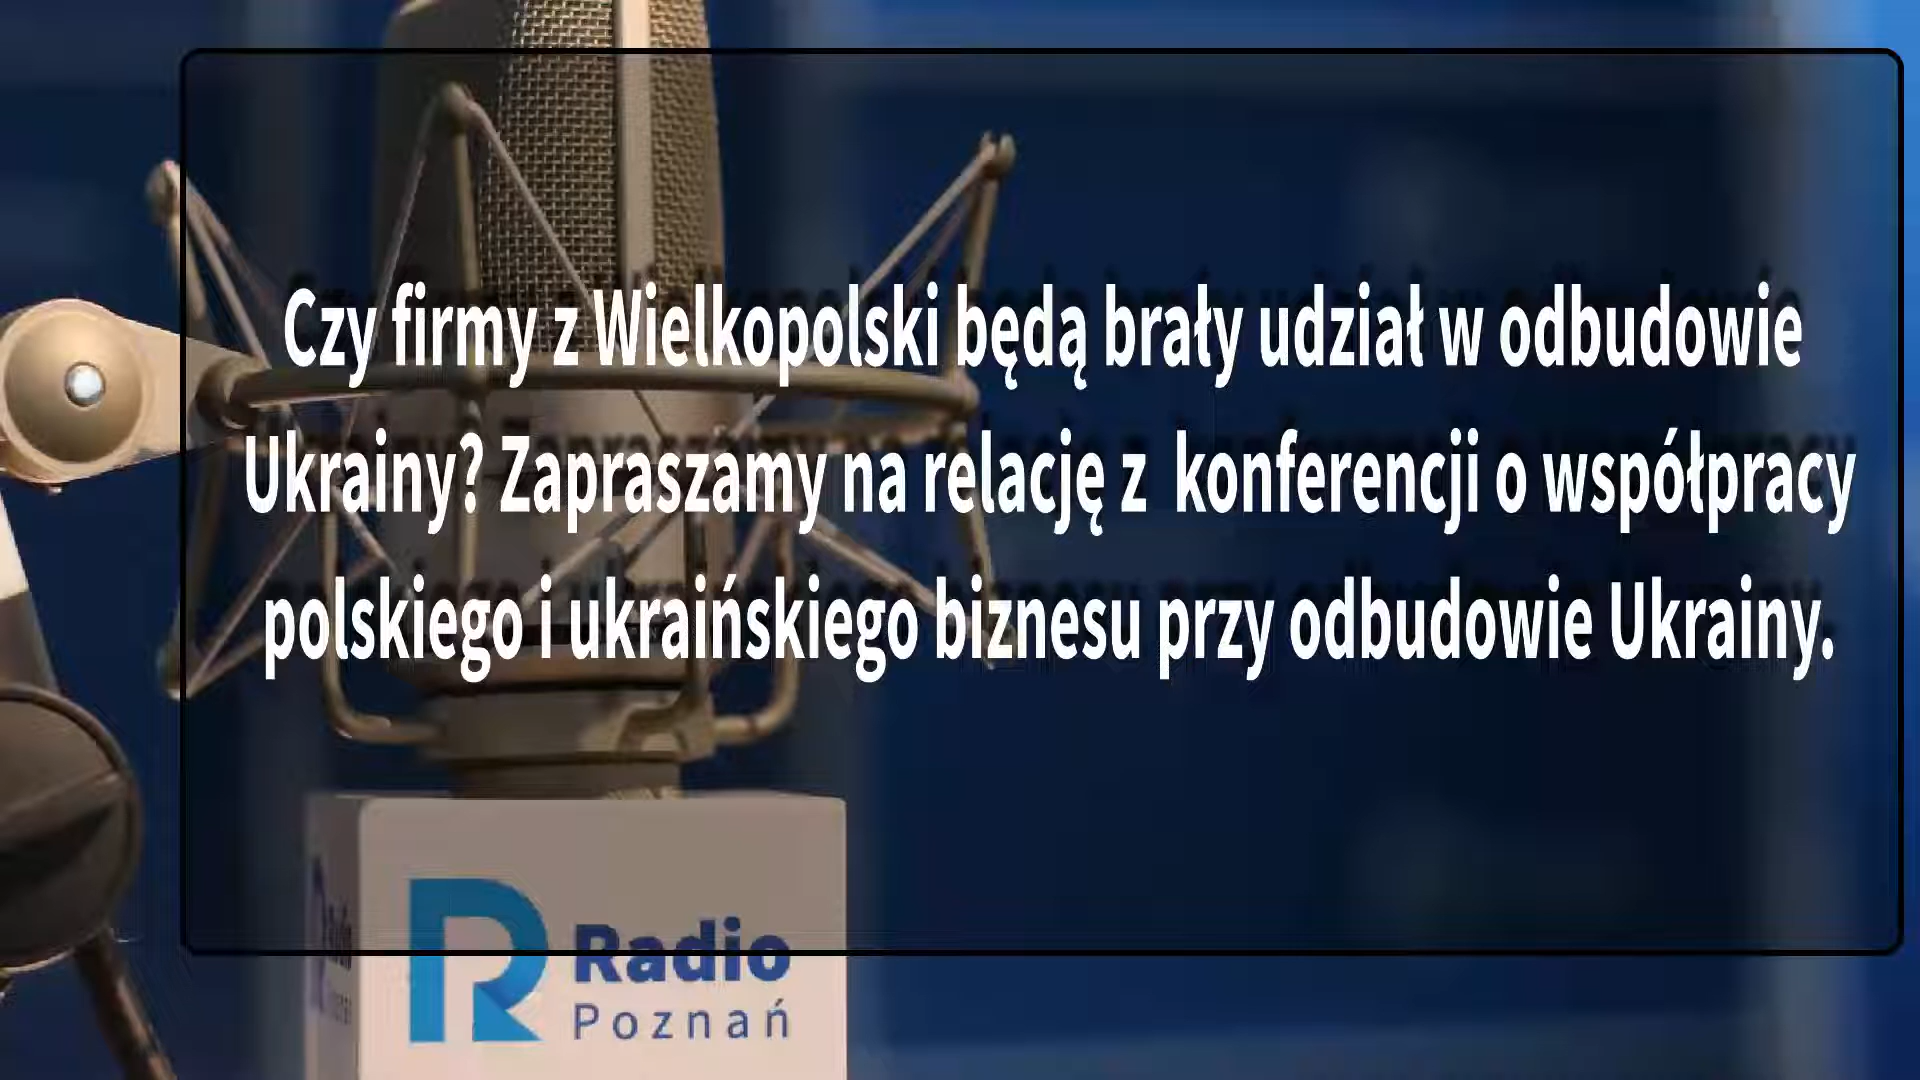 Czy firmy z Wielkopolski będą brały udział w odbudowie
Ukrainy? Zapraszamy na relację z  konferencji o współpracy
polskiego i ukraińskiego biznesu przy odbudowie Ukrainy.
Radio
Poznań